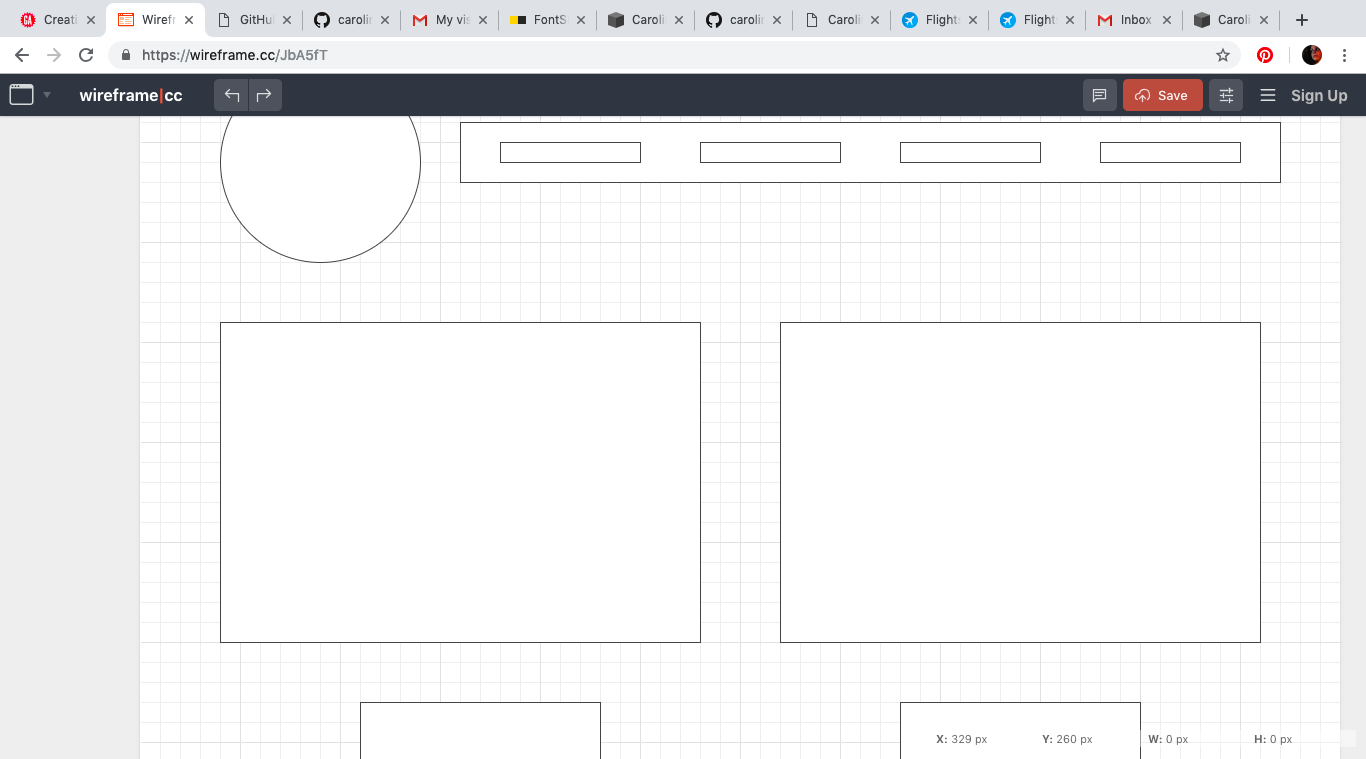 Creati Wirefr GitHu carolir My vis FontS Caroli carolir Caroli Flight Flight Inbox Caroli
https://wireframe.cc/JbA5fT
wireframe|cc Save Sign Up
X: 329 px Y: 260 px W: 0 px H: 0 px